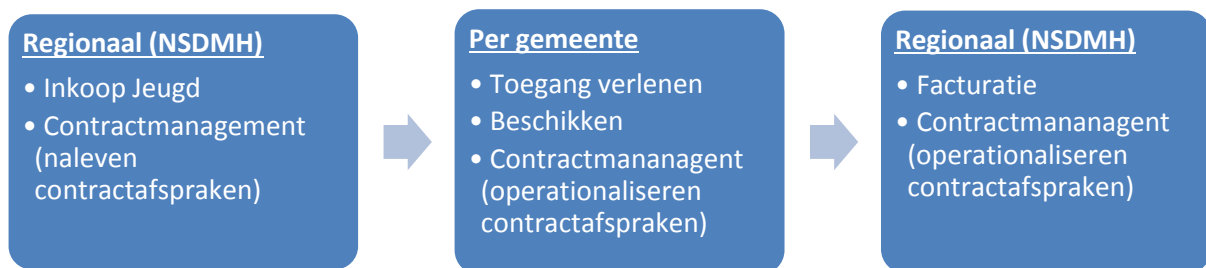 Regionaal (NSDMH)
• Inkoop Jeugd
• Contractmanagement
(naleven
contractafspraken)
Per gemeente
• Toegang verlenen
• Beschikken
• Contractmananagent
(operationaliseren
contractafspraken)
Regionaal (NSDMH)
• Facturatie
• Contractmananagent
(operationaliseren
contractafspraken)